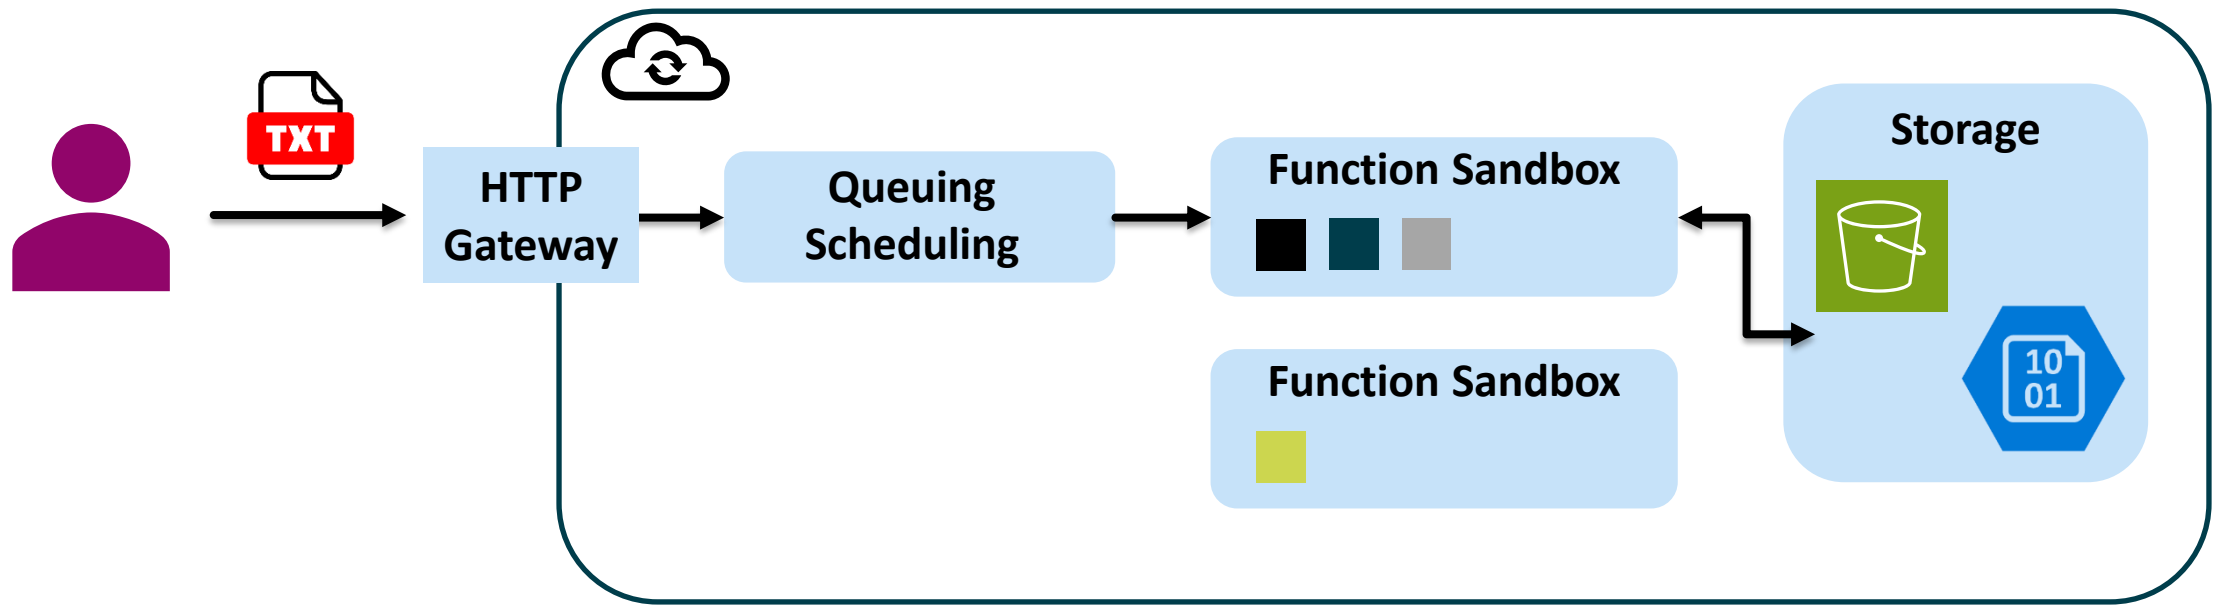 TXT
HTTP
Gateway
Queuing
Scheduling
Function Sandbox
Function Sandbox
Storage
10
01